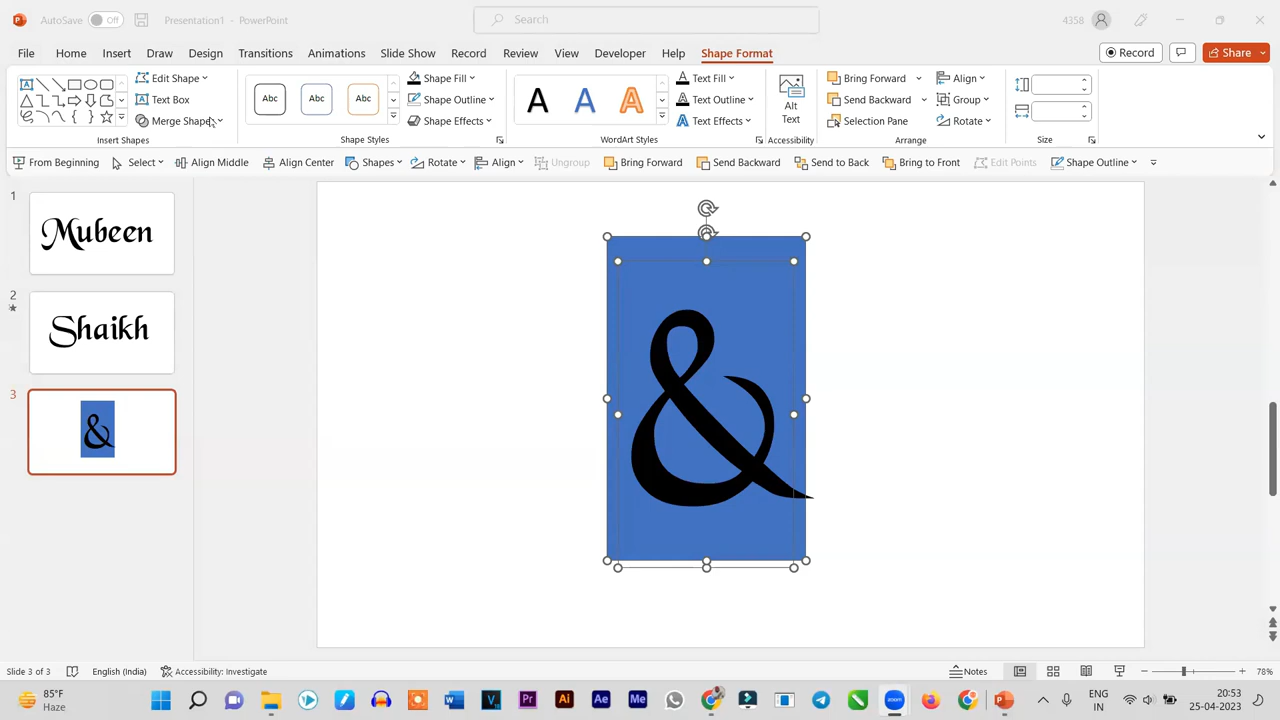 AutoSave Off Presentation1 - PowerPoint Search 4358
File Home Insert Draw Design Transitions Animations Slide Show Record Review View Developer Help Shape Format Record Share
Edit Shape Shape Fill Text Fill Bring Forward Align
Text Box Abc Abc Abc Shape Outline A A A Text Outline Alt Text Send Backward Group
Merge Shapes Shape Effects Text Effects Selection Pane Rotate
Insert Shapes Shape Styles WordArt Styles Accessibility Arrange Size
From Beginning Select Align Middle Align Center Shapes Rotate Align Ungroup Bring Forward Send Backward Send to Back Bring to Front Edit Points Shape Outline
1
Mubeen
2
Shaikh
3
&
&
Slide 3 of 3 English (India) Accessibility: Investigate Notes 78%
85°F
Haze
ENG
IN
20:53
25-04-2023